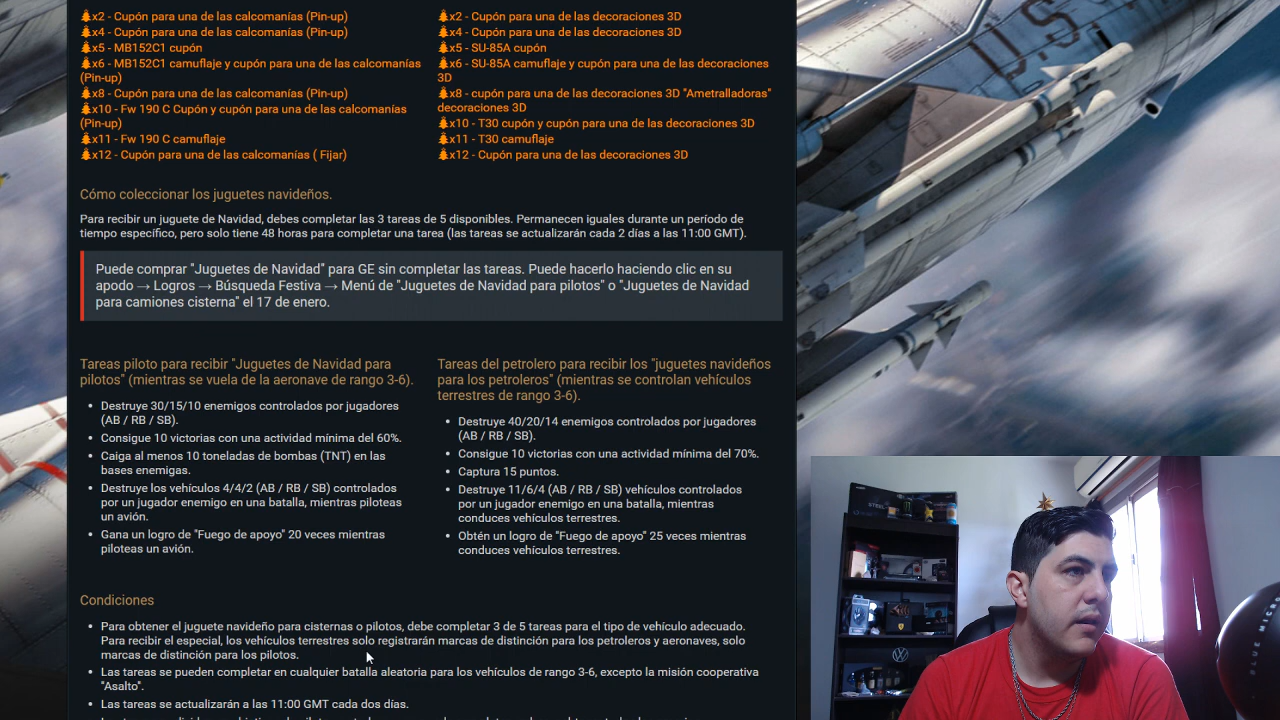 🎄x2 - Cupón para una de las calcomanías (Pin-up)
🎄x4 - Cupón para una de las calcomanías (Pin-up)
🎄x5 - MB152C1 cupón
🎄x6 - MB152C1 camuflaje y cupón para una de las calcomanías
(Pin-up)
🎄x8 - Cupón para una de las calcomanías (Pin-up)
🎄x10 - Fw 190 C Cupón y cupón para una de las calcomanías
(Pin-up)
🎄x11 - Fw 190 C camuflaje
🎄x12 - Cupón para una de las calcomanías ( Fijar)
🎄x2 - Cupón para una de las decoraciones 3D
🎄x4 - Cupón para una de las decoraciones 3D
🎄x5 - SU-85A cupón
🎄x6 - SU-85A camuflaje y cupón para una de las decoraciones
3D
🎄x8 - cupón para una de las decoraciones 3D "Ametralladoras"
decoraciones 3D
🎄x10 - T30 cupón y cupón para una de las decoraciones 3D
🎄x11 - T30 camuflaje
🎄x12 - Cupón para una de las decoraciones 3D
Cómo coleccionar los juguetes navideños.
Para recibir un juguete de Navidad, debes completar las 3 tareas de 5 disponibles. Permanecen iguales durante un período de
tiempo específico, pero solo tiene 48 horas para completar una tarea (las tareas se actualizarán cada 2 días a las 11:00 GMT).
Puede comprar "Juguetes de Navidad" para GE sin completar las tareas. Puede hacerlo haciendo clic en su
apodo → Logros → Búsqueda Festiva → Menú de "Juguetes de Navidad para pilotos" o "Juguetes de Navidad
para camiones cisterna" el 17 de enero.
Tareas piloto para recibir "Juguetes de Navidad para
pilotos" (mientras se vuela de la aeronave de rango 3-6).
• Destruye 30/15/10 enemigos controlados por jugadores
(AB / RB / SB).
• Consigue 10 victorias con una actividad mínima del 60%.
• Caiga al menos 10 toneladas de bombas (TNT) en las
bases enemigas.
• Destruye los vehículos 4/4/2 (AB / RB / SB) controlados
por un jugador enemigo en una batalla, mientras piloteas
un avión.
• Gana un logro de "Fuego de apoyo" 20 veces mientras
piloteas un avión.
Tareas del petrolero para recibir los "juguetes navideños
para los petroleros" (mientras se controlan vehículos
terrestres de rango 3-6).
• Destruye 40/20/14 enemigos controlados por jugadores
(AB / RB / SB).
• Consigue 10 victorias con una actividad mínima del 70%.
• Captura 15 puntos.
• Destruye 11/6/4 (AB / RB / SB) vehículos controlados
por un jugador enemigo en una batalla, mientras
conduces vehículos terrestres.
• Obtén un logro de "Fuego de apoyo" 25 veces mientras
conduces vehículos terrestres.
Condiciones
• Para obtener el juguete navideño para cisternas o pilotos, debe completar 3 de 5 tareas para el tipo de vehículo adecuado.
Para recibir el especial, los vehículos terrestres solo registrarán marcas de distinción para los petroleros y aeronaves, solo
marcas de distinción para los pilotos.
• Las tareas se pueden completar en cualquier batalla aleatoria para los vehículos de rango 3-6, excepto la misión cooperativa
"Asalto".
• Las tareas se actualizarán a las 11:00 GMT cada dos días.